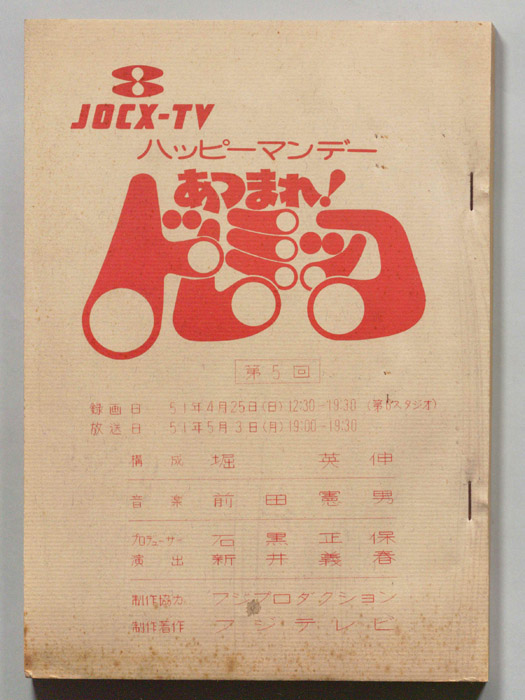 8
JOCX-TV
ハッピーマンデー
あつまれ!
ドミッコ
第5回
録画日 51年4月25日(日)12:30-19:30 (第6スタジオ)
放送日 51年5月3日(月)19:00-19:30
構成 堀 英伸
音楽 前田憲男
プロデューサー 石黒正保
演出 新井義春
制作協力 フジプロダクション
制作著作 フジテレビ